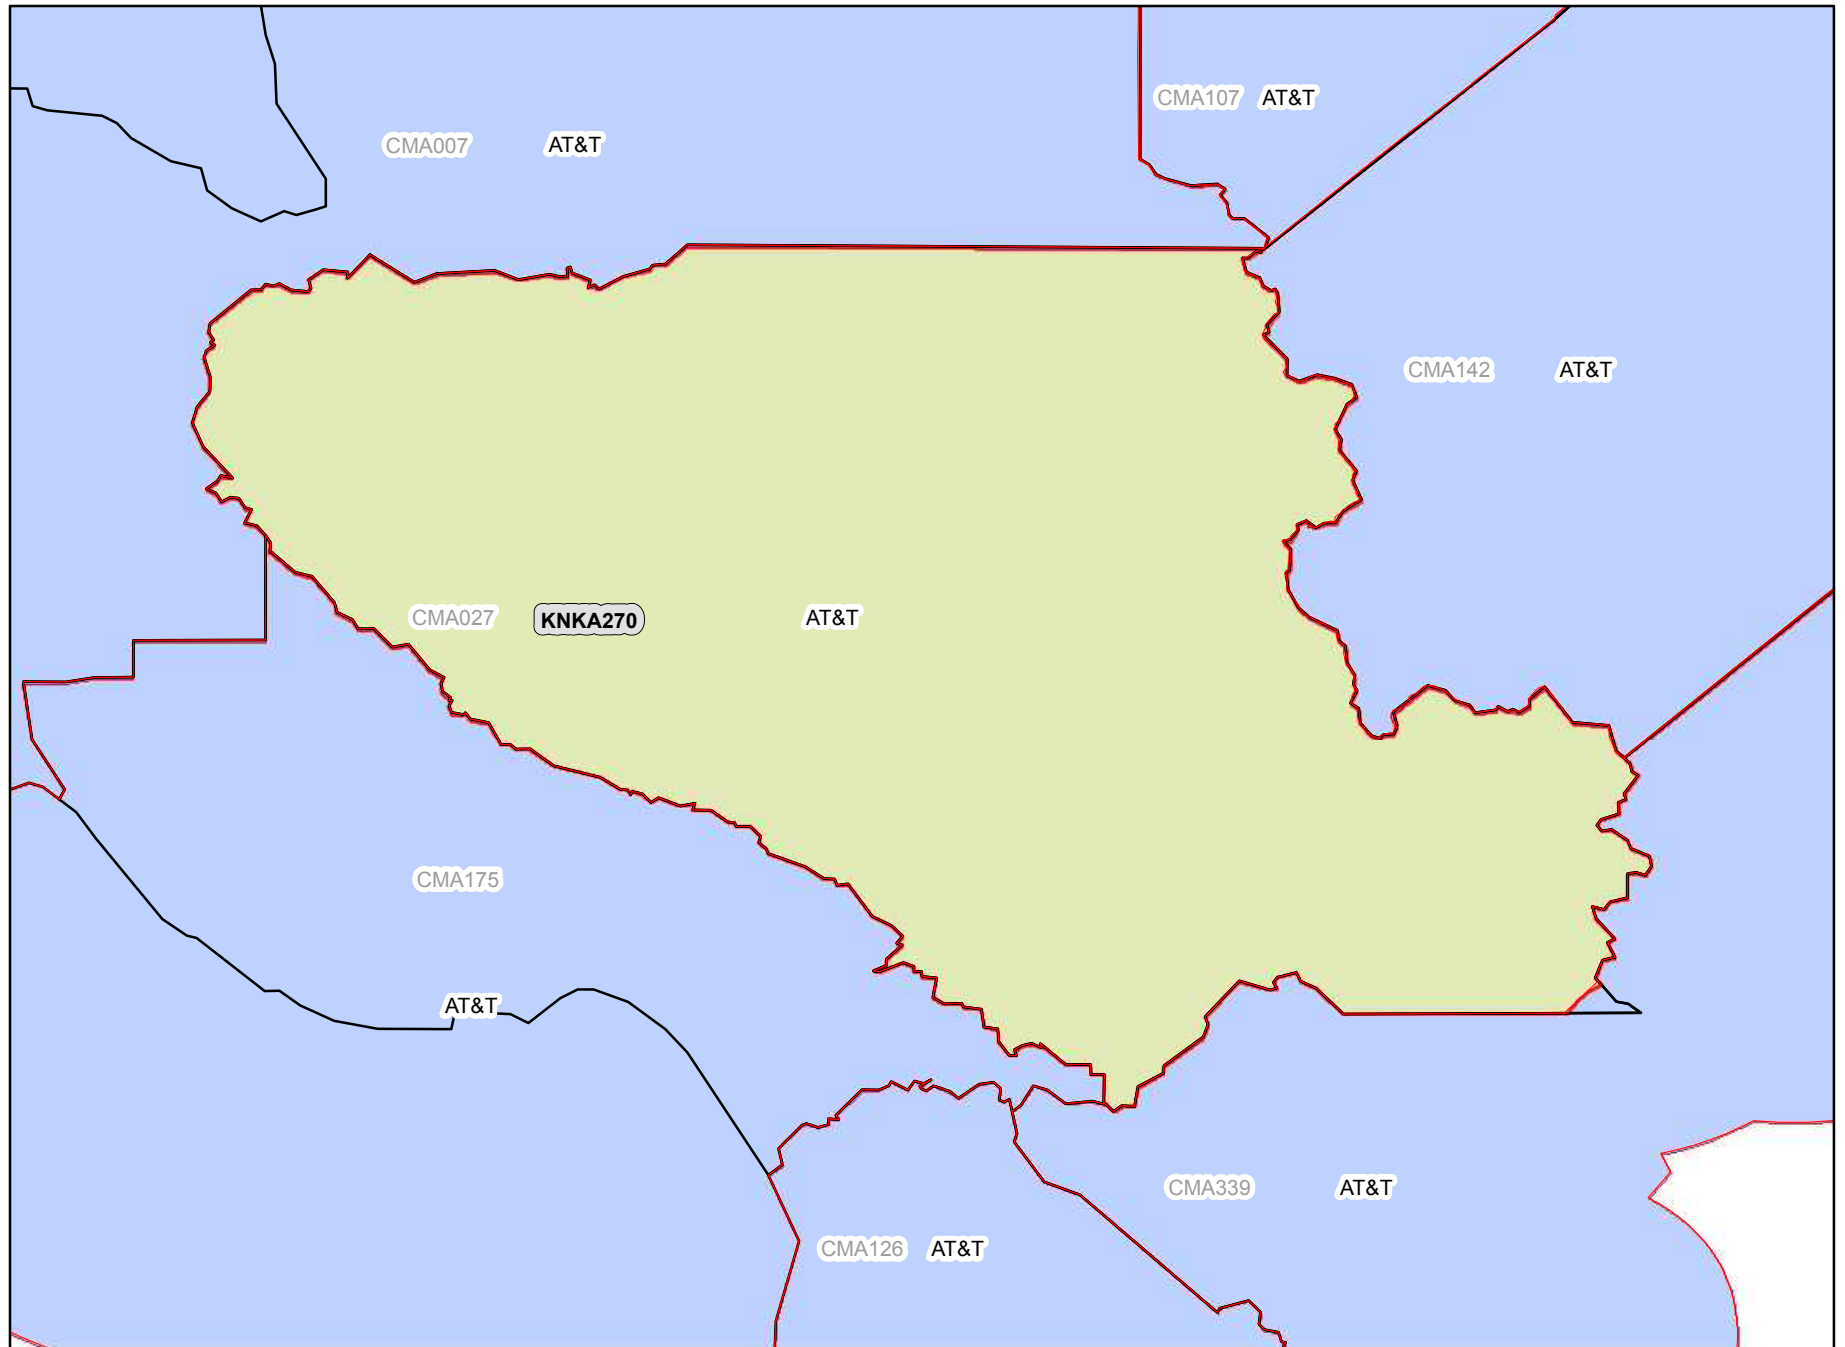 CMA107 AT&T
CMA007 AT&T
CMA142 AT&T
CMA027 KNKA270 AT&T
CMA175
AT&T
CMA339 AT&T
CMA126 AT&T